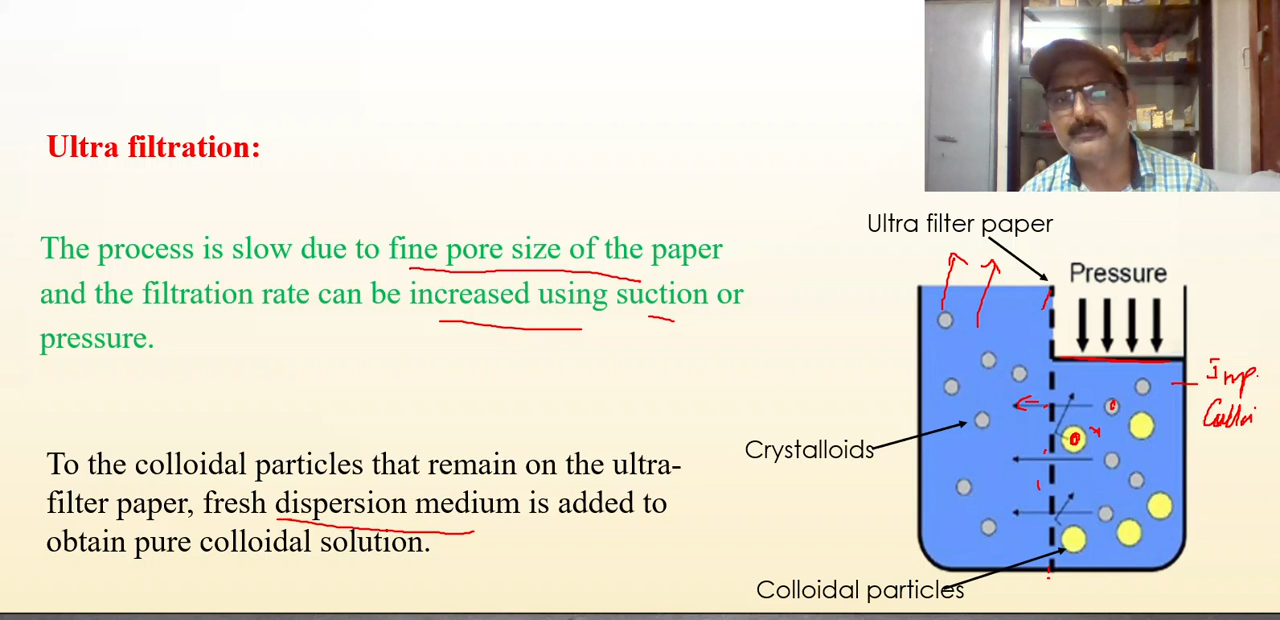 Ultra filtration:
The process is slow due to fine pore size of the paper
and the filtration rate can be increased using suction or
pressure.
To the colloidal particles that remain on the ultra-
filter paper, fresh dispersion medium is added to
obtain pure colloidal solution.
Ultra filter paper
Pressure
Imp.
Crystalloids
Colloidal particles